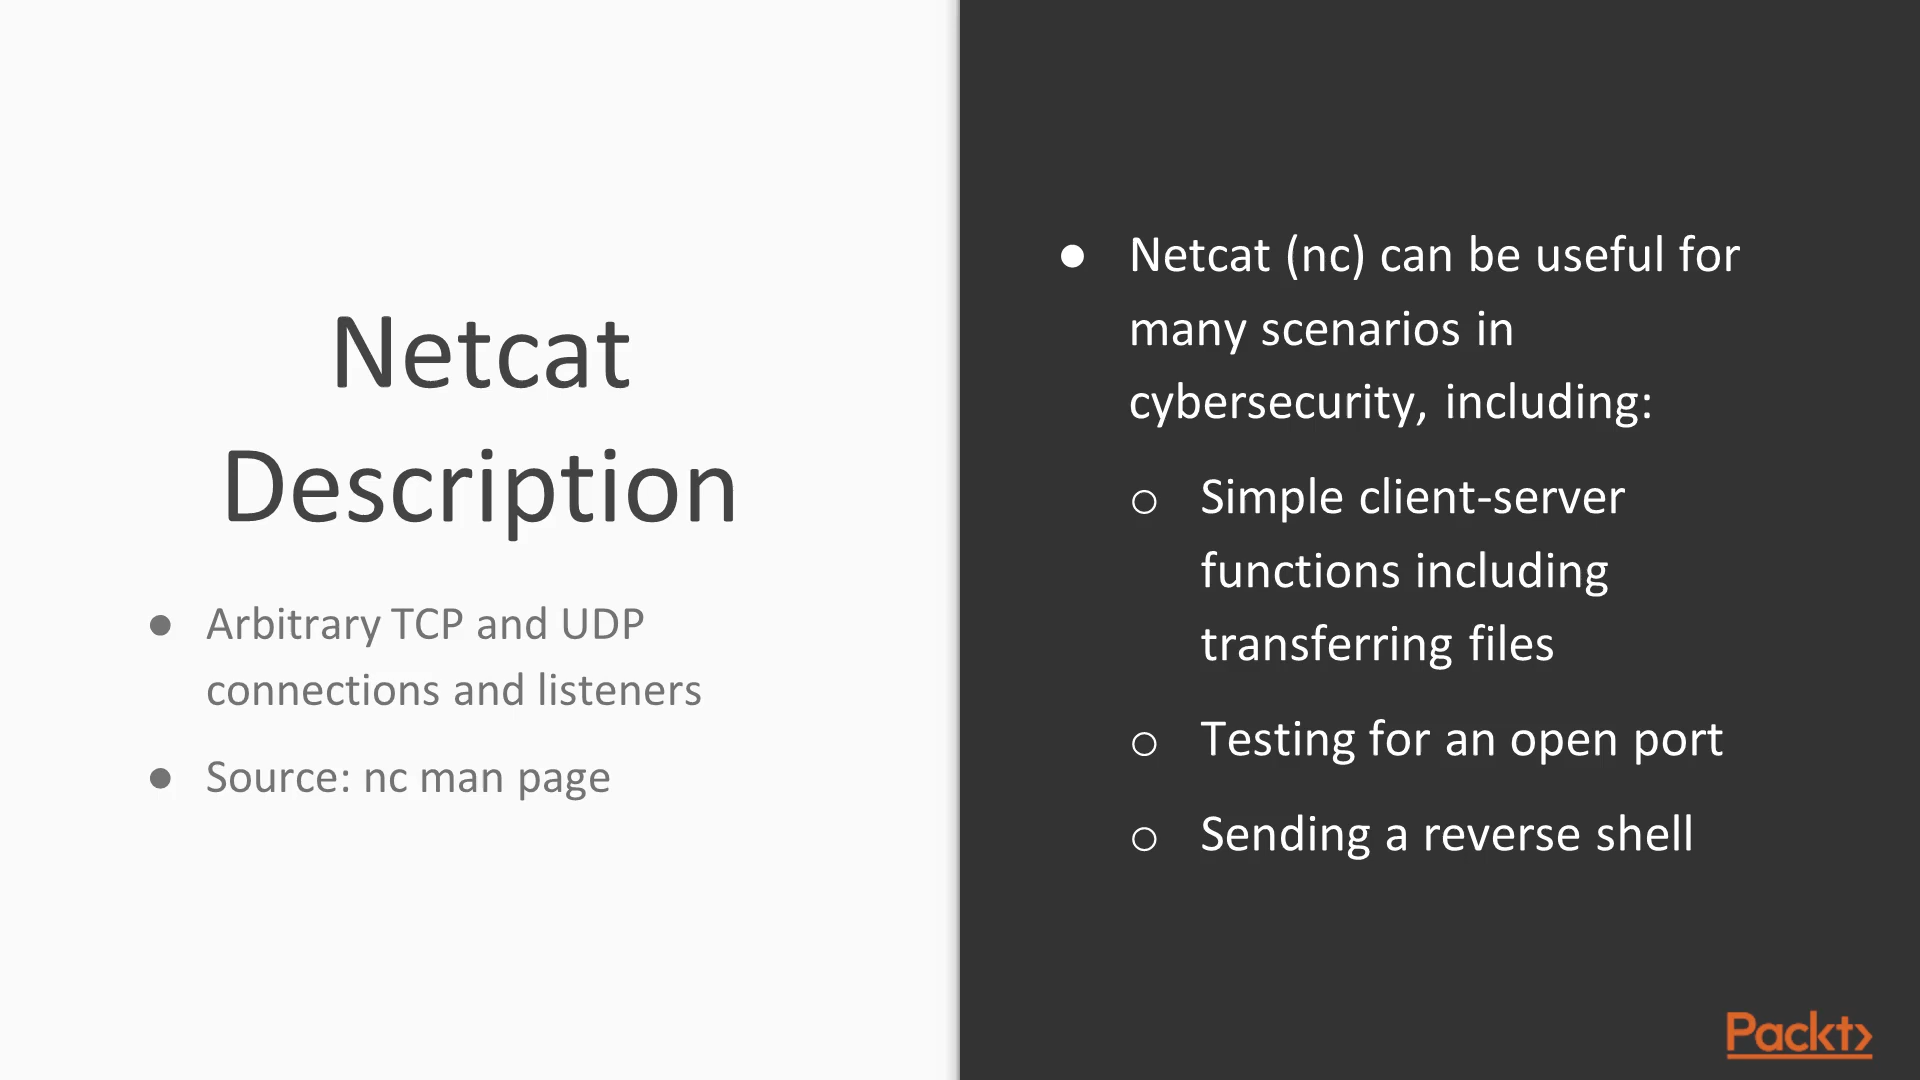 Netcat
Description
● Arbitrary TCP and UDP
connections and listeners
● Source: nc man page
● Netcat (nc) can be useful for
many scenarios in
cybersecurity, including:
○ Simple client-server
functions including
transferring files
○ Testing for an open port
○ Sending a reverse shell
Packt>